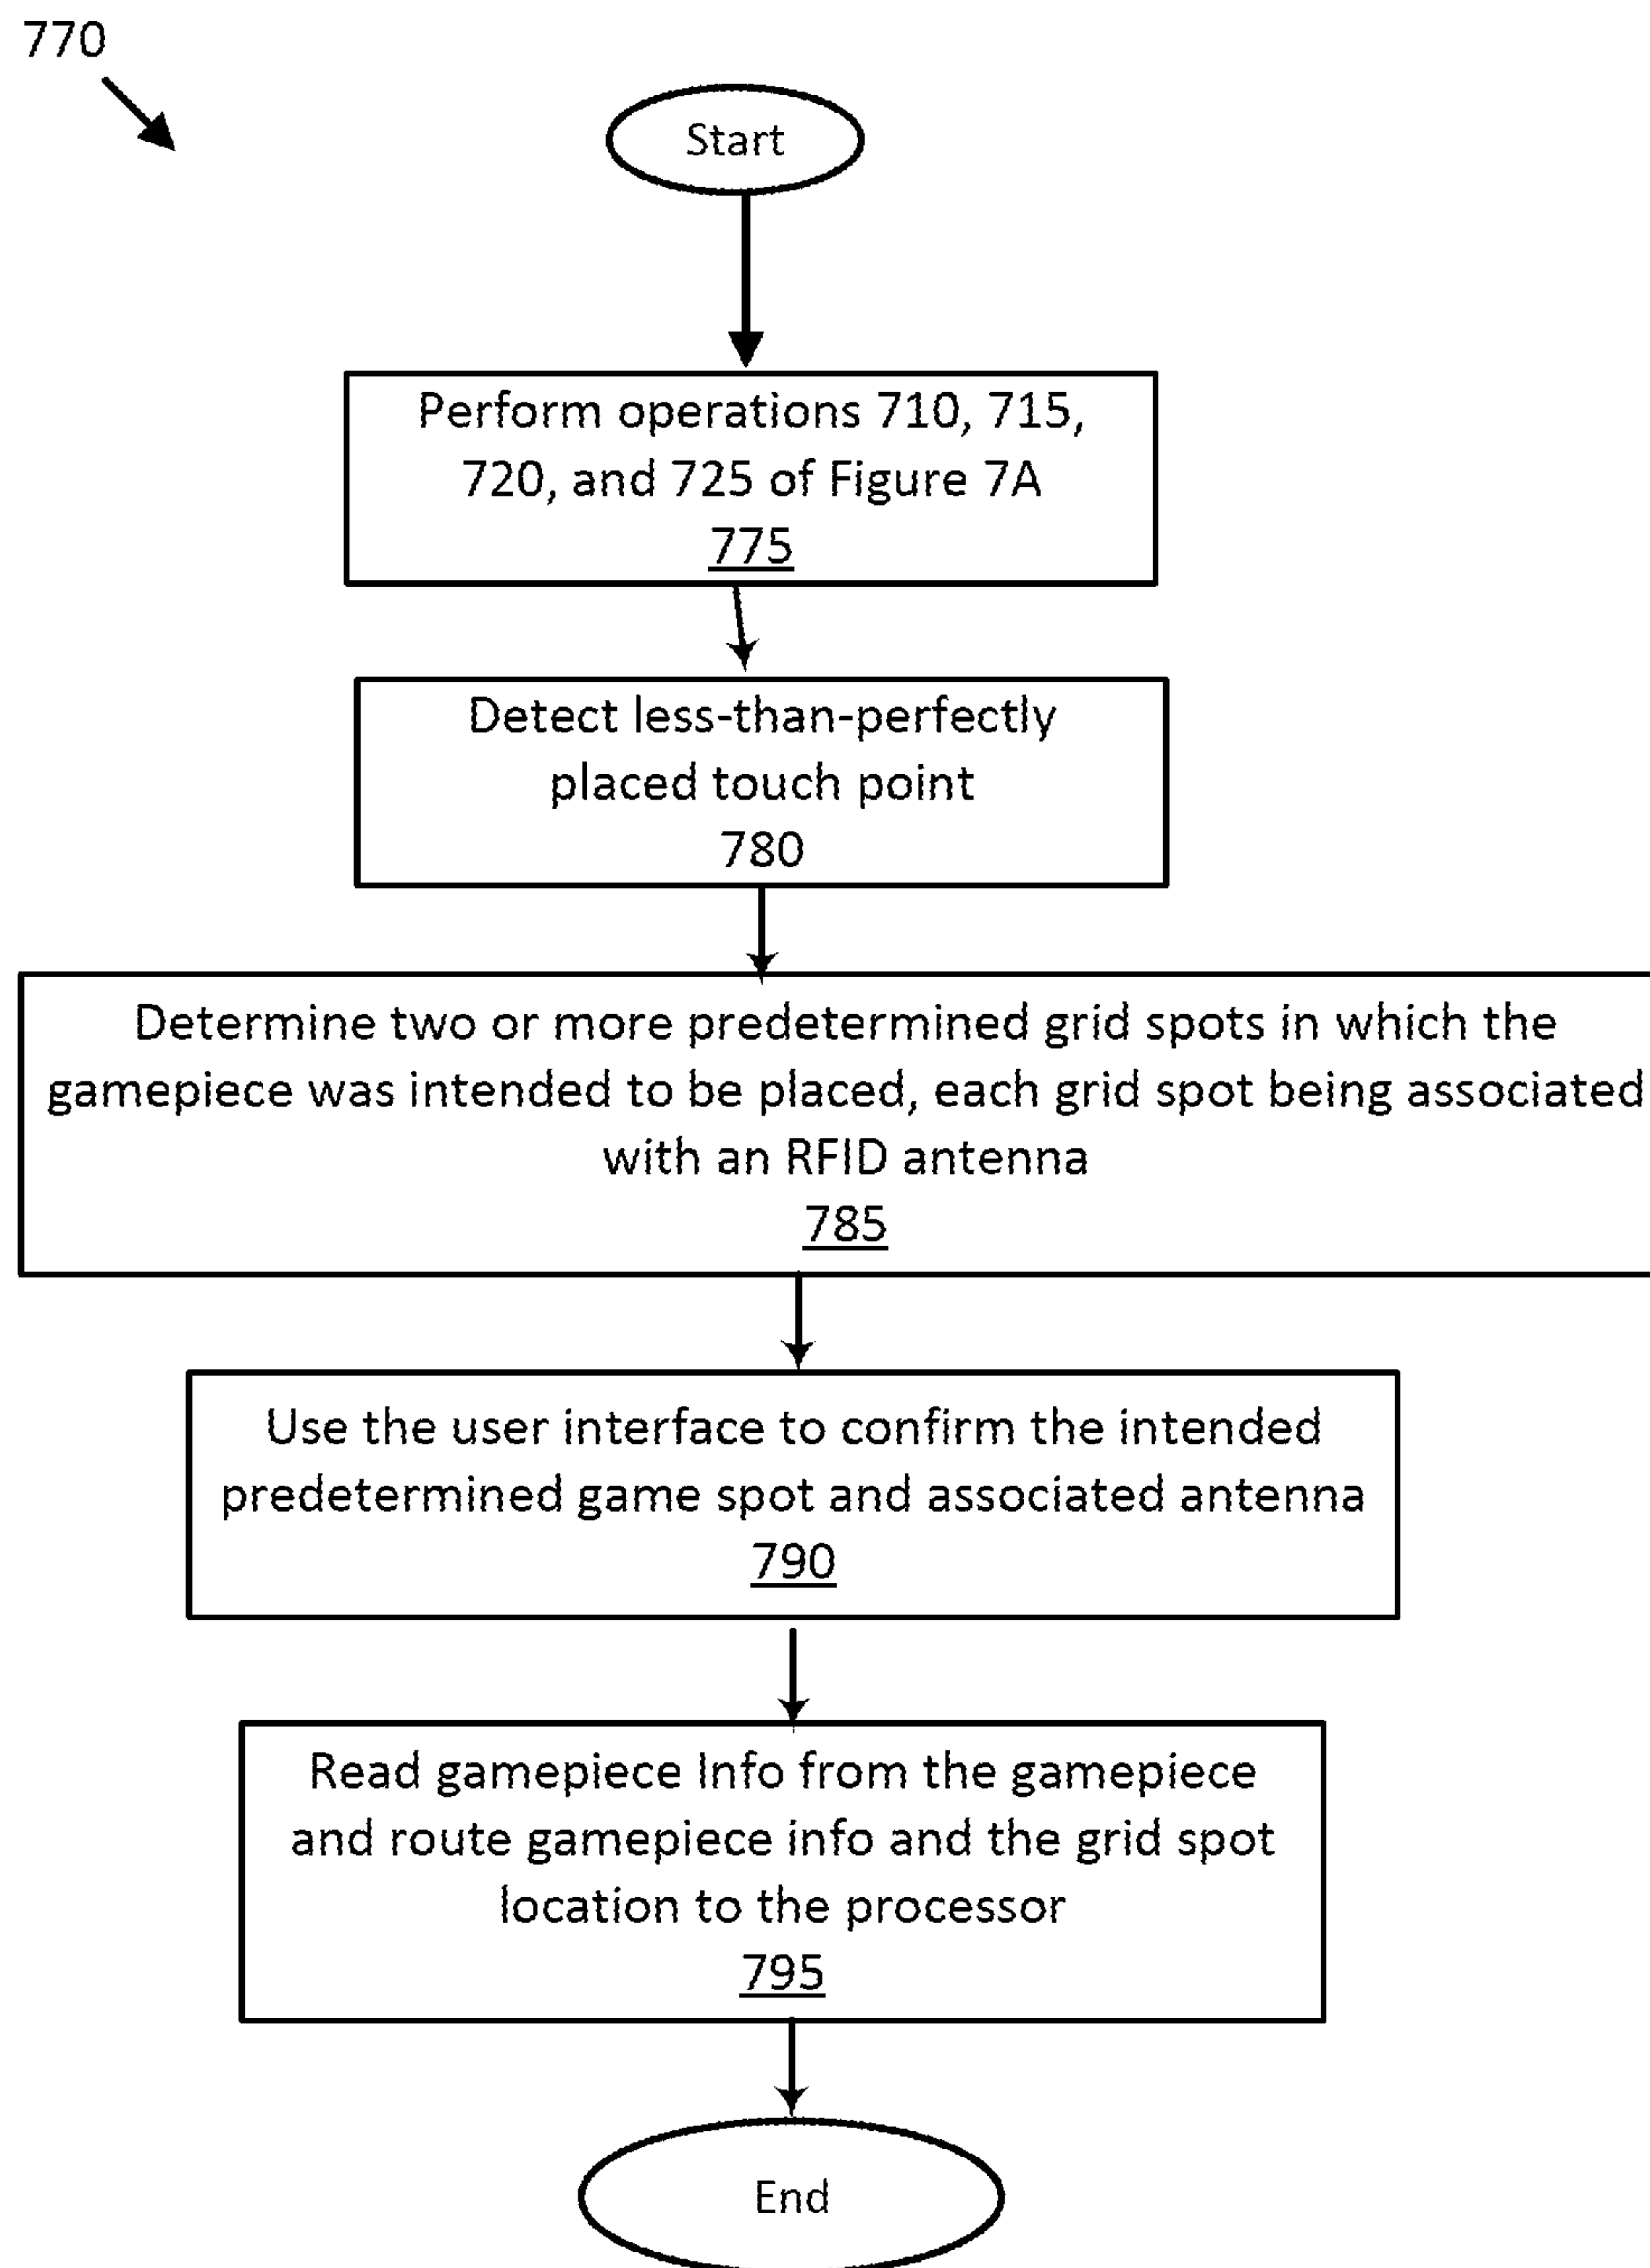 770
Start
Perform operations 710, 715,
720, and 725 of Figure 7A
775
Detect less-than-perfectly
placed touch point
780
Determine two or more predetermined grid spots in which the
gamepiece was intended to be placed, each grid spot being associated
with an RFID antenna
785
Use the user interface to confirm the intended
predetermined game spot and associated antenna
790
Read gamepiece Info from the gamepiece
and route gamepiece info and the grid spot
location to the processor
795
End